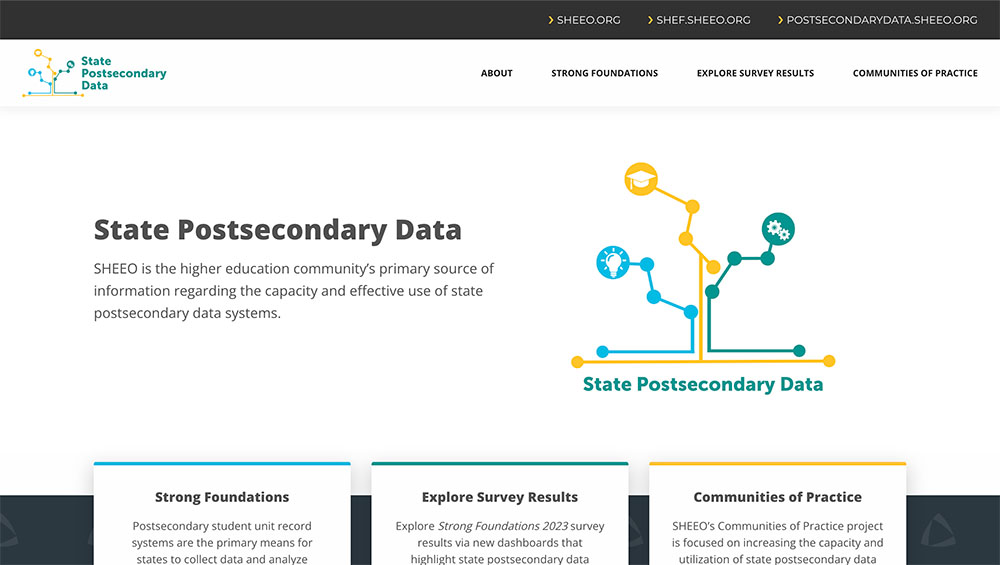 SHEEO.ORG
SHEF.SHEEO.ORG
POSTSECONDARYDATA.SHEEO.ORG
State
Postsecondary
Data
ABOUT
STRONG FOUNDATIONS
EXPLORE SURVEY RESULTS
COMMUNITIES OF PRACTICE
State Postsecondary Data
SHEEO is the higher education community’s primary source of
information regarding the capacity and effective use of state
postsecondary data systems.
State Postsecondary Data
Strong Foundations
Postsecondary student unit record
systems are the primary means for
states to collect data and analyze
Explore Survey Results
Explore Strong Foundations 2023 survey
results via new dashboards that
highlight state postsecondary data
Communities of Practice
SHEEO’s Communities of Practice project
is focused on increasing the capacity and
utilization of state postsecondary data